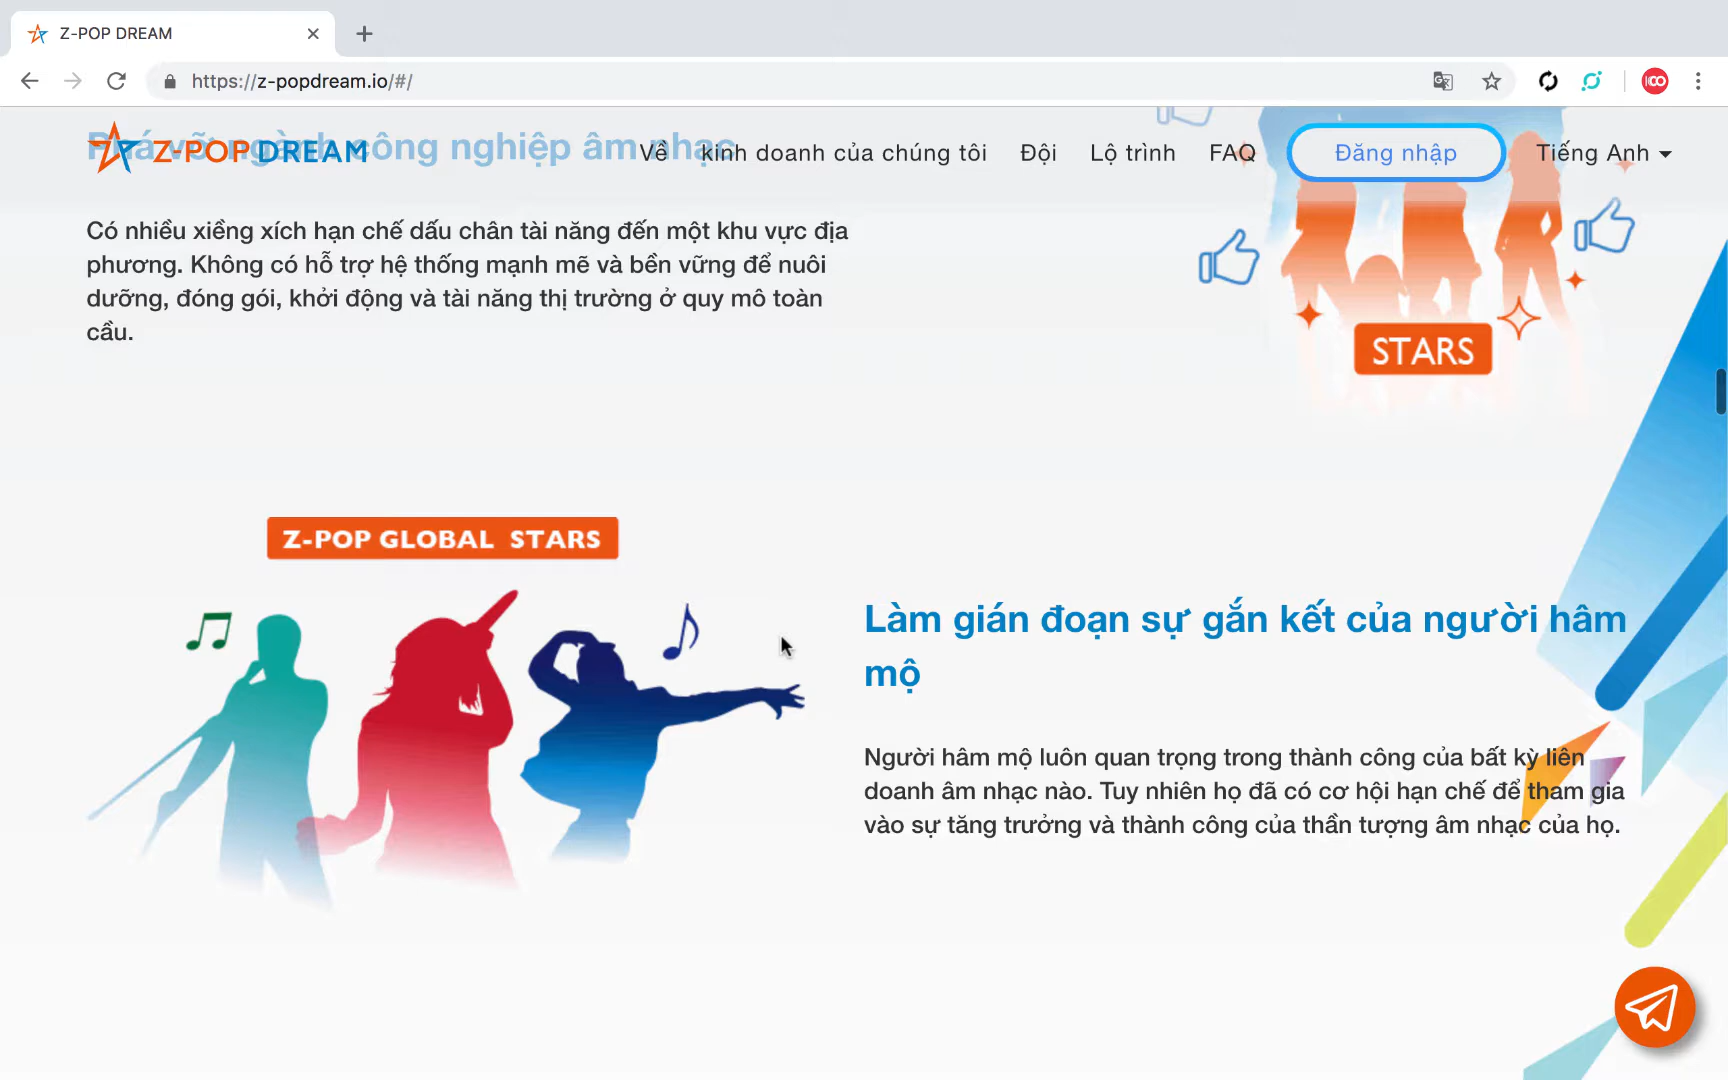 Z-POP DREAM
https://z-popdream.io/#/
Phá vỡ ngành công nghiệp âm nhạc
Z-POP DREAM
Về
kinh doanh của chúng tôi
Đội
Lộ trình
FAQ
Đăng nhập
Tiếng Anh
Có nhiều xiềng xích hạn chế dấu chân tài năng đến một khu vực địa
phương. Không có hỗ trợ hệ thống mạnh mẽ và bền vững để nuôi
dưỡng, đóng gói, khởi động và tài năng thị trường ở quy mô toàn
cầu.
STARS
Z-POP GLOBAL STARS
Làm gián đoạn sự gắn kết của người hâm
mộ
Người hâm mộ luôn quan trọng trong thành công của bất kỳ liên
doanh âm nhạc nào. Tuy nhiên họ đã có cơ hội hạn chế để tham gia
vào sự tăng trưởng và thành công của thần tượng âm nhạc của họ.